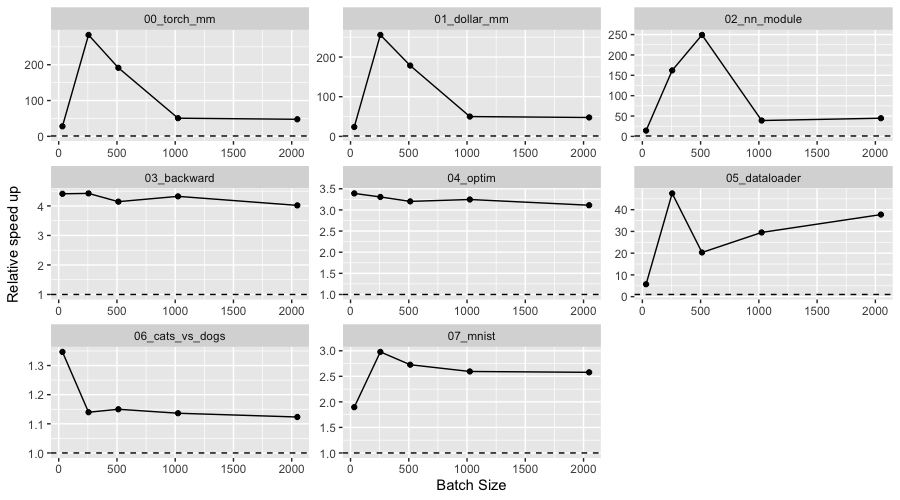 00_torch_mm
01_dollar_mm
02_nn_module
200
100
0
0 500 1000 1500 2000
200
100
0
0 500 1000 1500 2000
250
200
150
100
50
0
0 500 1000 1500 2000
03_backward
04_optim
05_dataloader
4
3
2
1
0 500 1000 1500 2000
3.5
3.0
2.5
2.0
1.5
1.0
0 500 1000 1500 2000
40
30
20
10
0
0 500 1000 1500 2000
Relative speed up
06_cats_vs_dogs
07_mnist
1.3
1.2
1.1
1.0
0 500 1000 1500 2000
3.0
2.5
2.0
1.5
1.0
0 500 1000 1500 2000
Batch Size